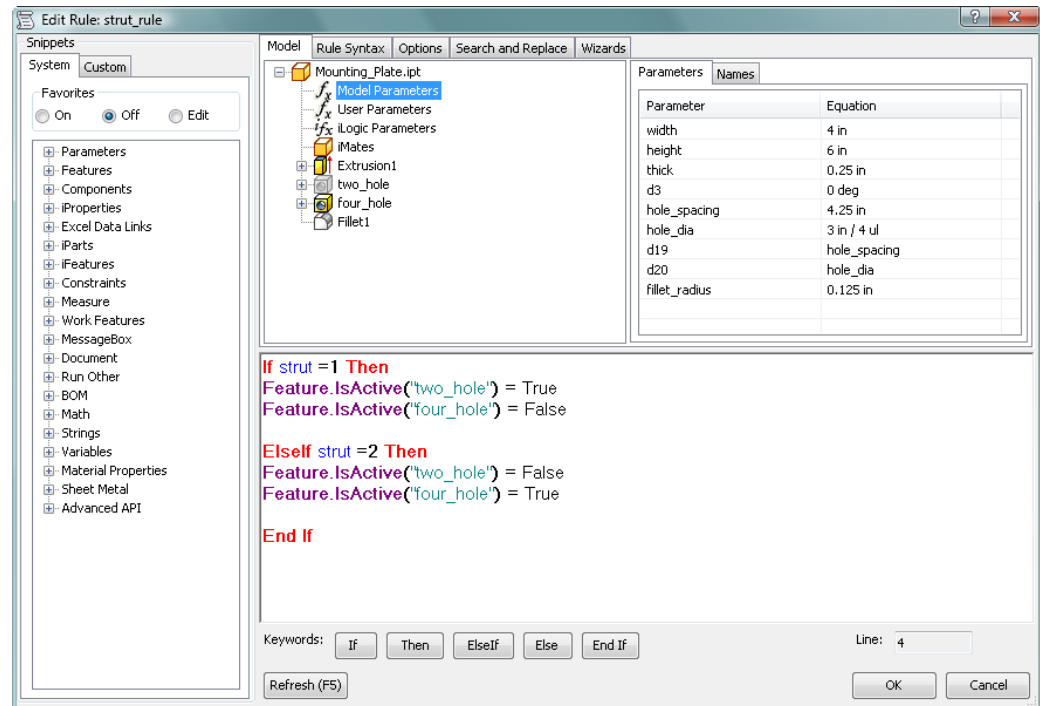 Edit Rule: strut_rule
Snippets
System Custom
Favorites
On Off Edit
Parameters
Features
Components
iProperties
Excel Data Links
iParts
iFeatures
Constraints
Measure
Work Features
MessageBox
Document
Run Other
BOM
Math
Strings
Variables
Material Properties
Sheet Metal
Advanced API
Model Rule Syntax Options Search and Replace Wizards
Mounting_Plate.ipt
fx Model Parameters
fx User Parameters
ifx iLogic Parameters
iMates
Extrusion1
two_hole
four_hole
Fillet1
Parameters Names
Parameter Equation
width 4 in
height 6 in
thick 0.25 in
d3 0 deg
hole_spacing 4.25 in
hole_dia 3 in / 4 ul
d19 hole_spacing
d20 hole_dia
fillet_radius 0.125 in
If strut =1 Then
Feature.IsActive("two_hole") = True
Feature.IsActive("four_hole") = False
ElseIf strut =2 Then
Feature.IsActive("two_hole") = False
Feature.IsActive("four_hole") = True
End If
Keywords: If Then ElseIf Else End If Line: 4
Refresh (F5) OK Cancel